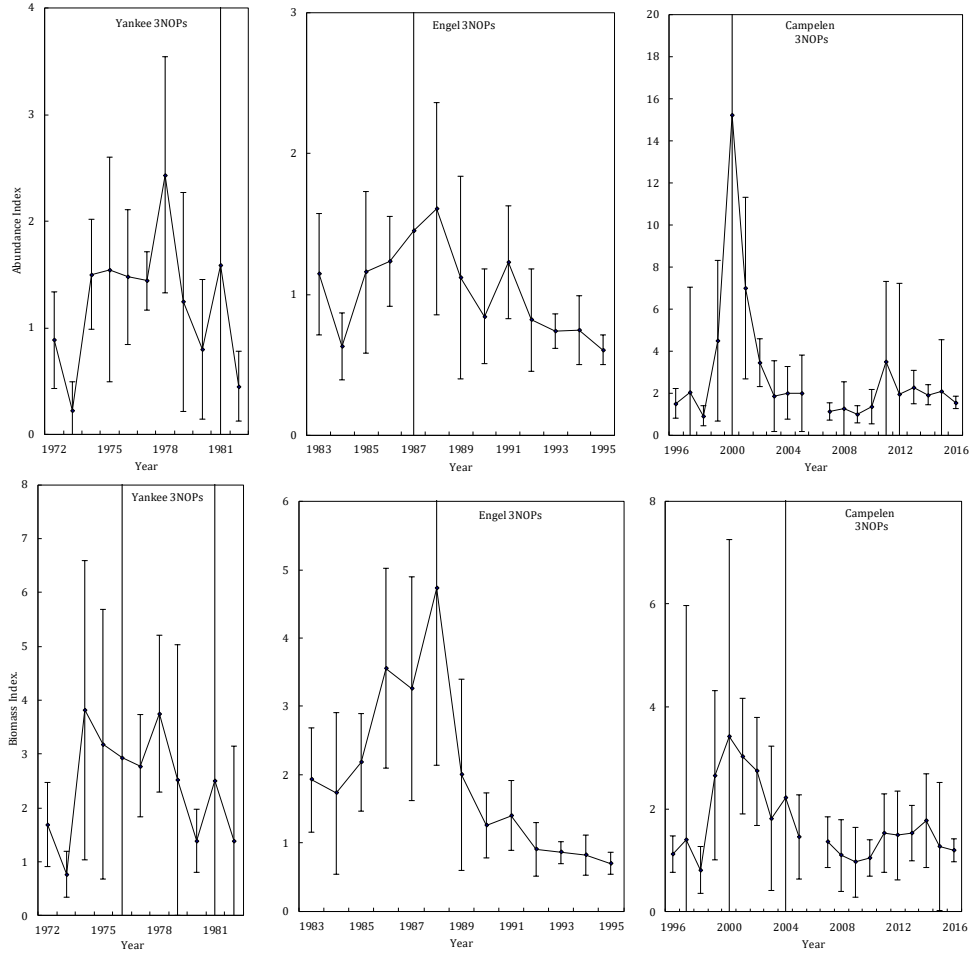 Yankee 3NOPs
4
3
2
1
0
Abundance Index
1972 1975 1978 1981
Year
Engel 3NOPs
3
2
1
0
1983 1985 1987 1989 1991 1993 1995
Year
Campelen
3NOPs
20
18
16
14
12
10
8
6
4
2
0
1996 2000 2004 2008 2012 2016
Year
Yankee 3NOPs
8
7
6
5
4
3
2
1
0
Biomass Index.
1972 1975 1978 1981
Year
Engel 3NOPs
6
5
4
3
2
1
0
1983 1985 1987 1989 1991 1993 1995
Year
Campelen
3NOPs
8
6
4
2
0
1996 2000 2004 2008 2012 2016
Year